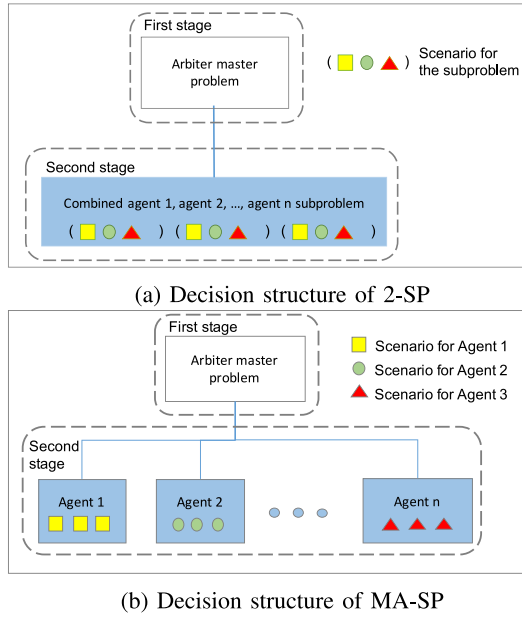 First stage
Arbiter master
problem
( ) Scenario for
the subproblem
Second stage
Combined agent 1, agent 2, ..., agent n subproblem
( ) ( ) ( )
(a) Decision structure of 2-SP
First stage
Arbiter master
problem
Scenario for Agent 1
Scenario for Agent 2
Scenario for Agent 3
Second
stage
Agent 1
Agent 2
Agent n
(b) Decision structure of MA-SP